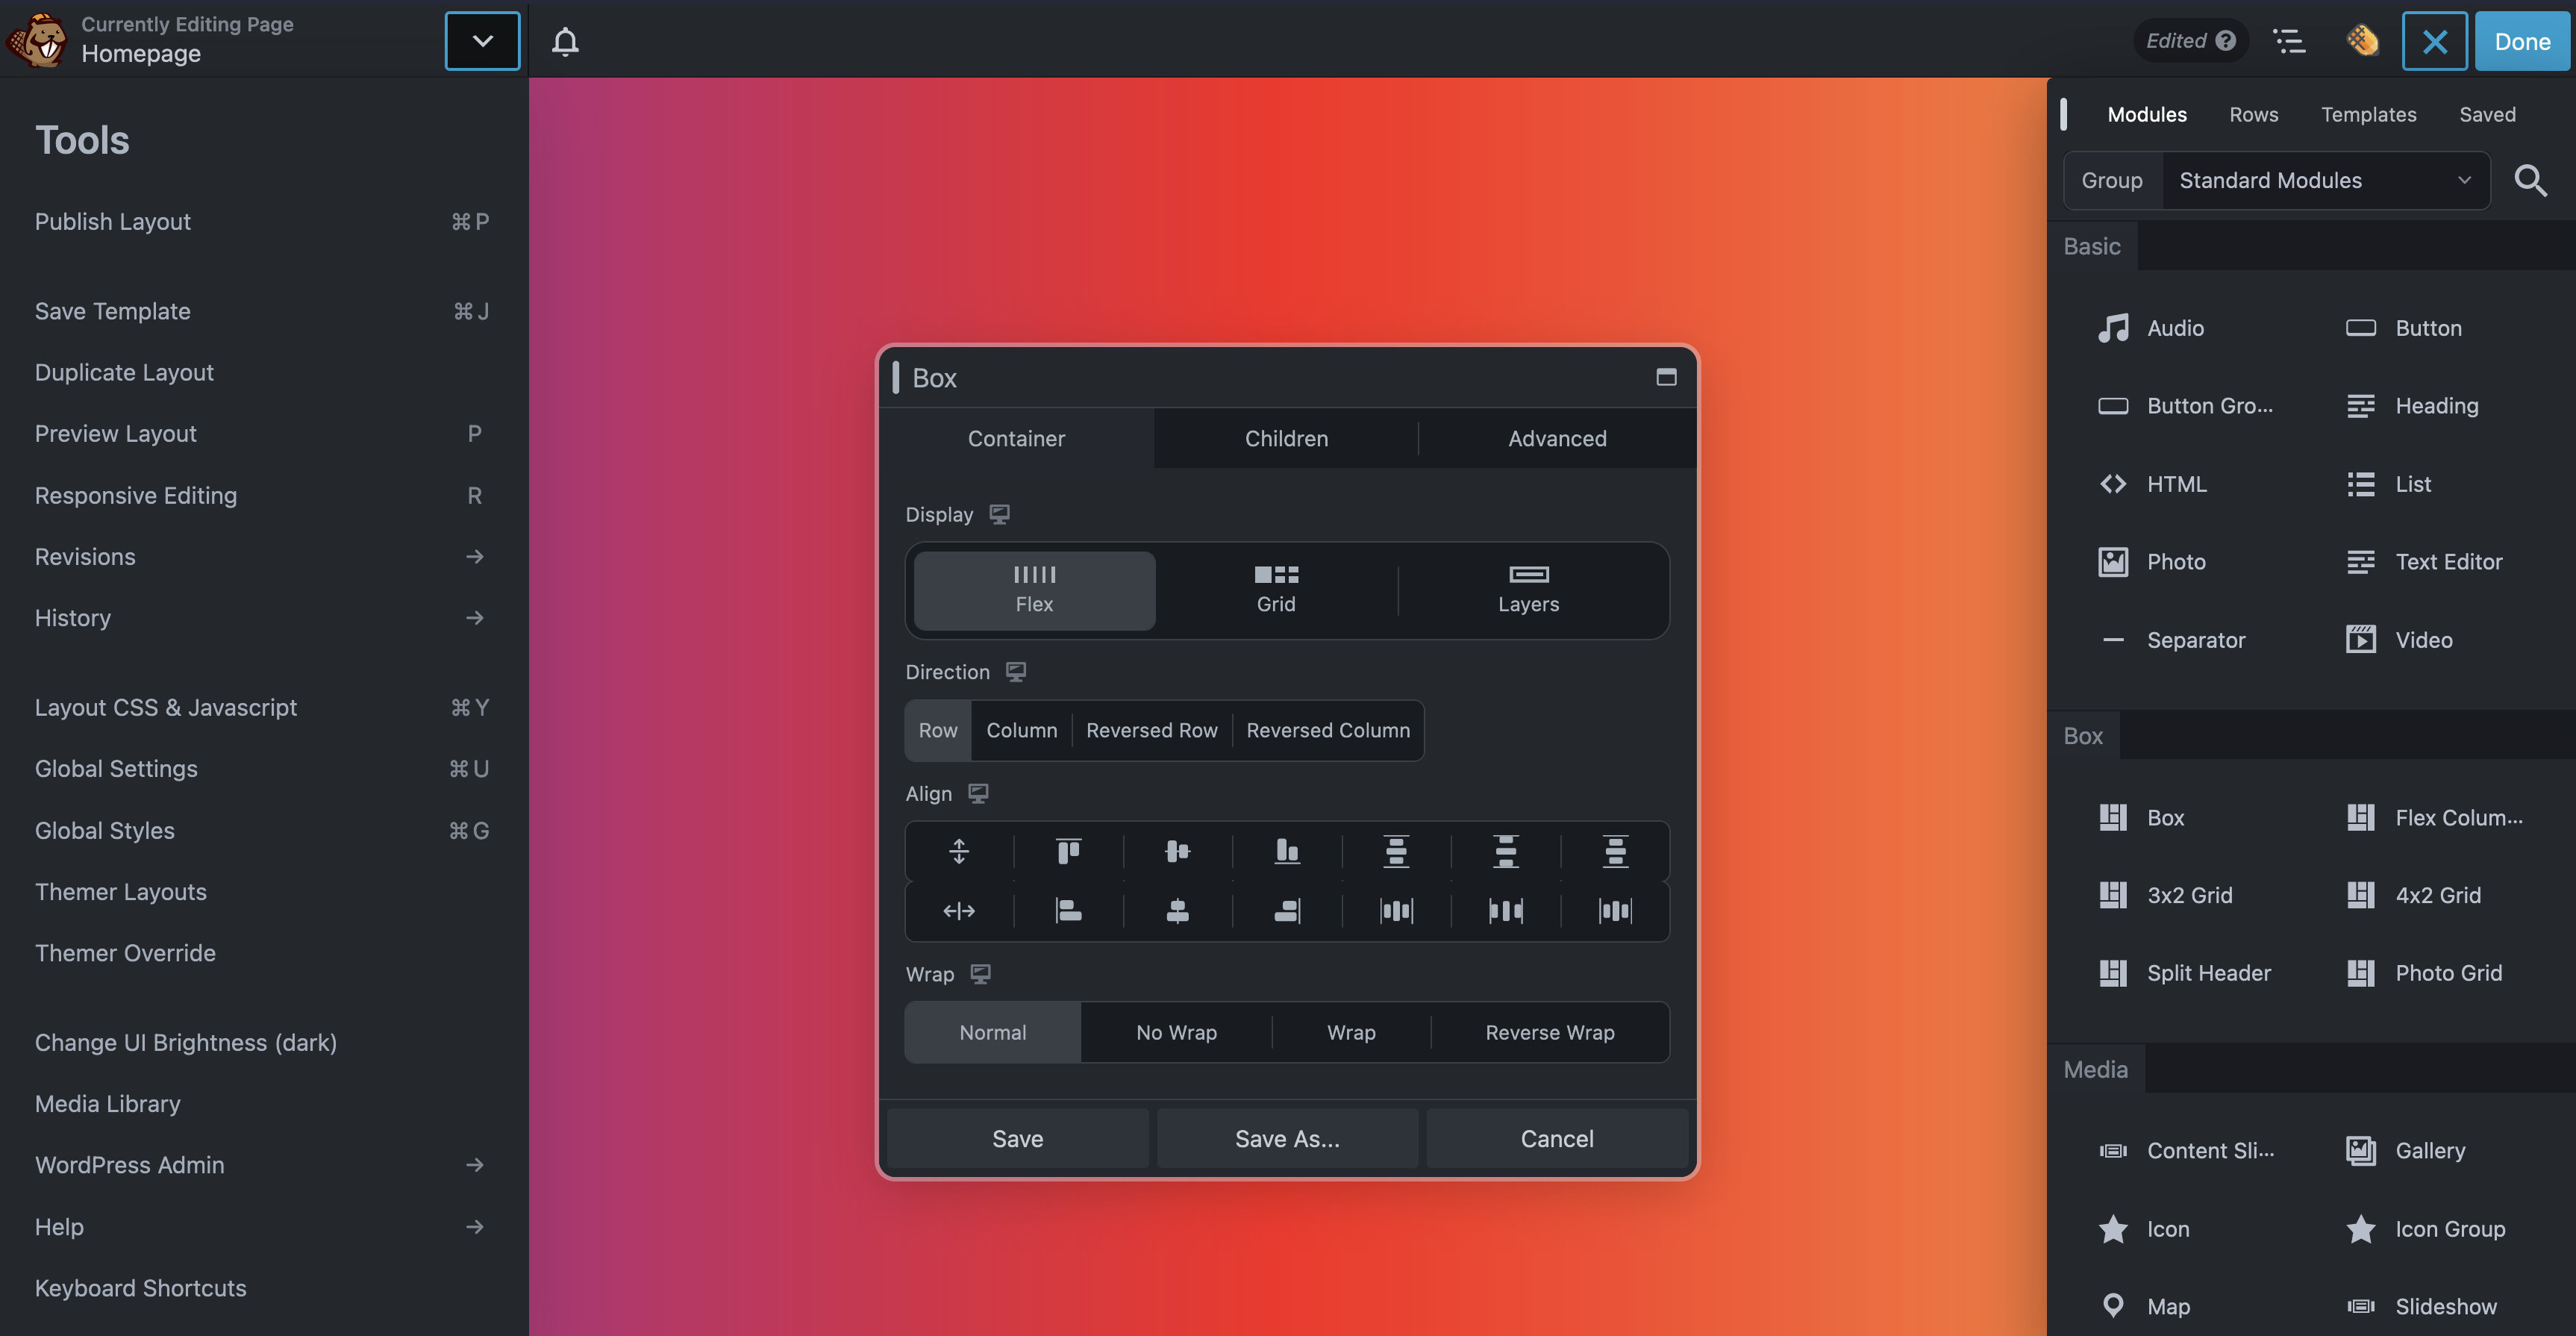 Currently Editing Page
Homepage
Edited ?
Done
Tools
Publish Layout ⌘P
Save Template ⌘J
Duplicate Layout
Preview Layout P
Responsive Editing R
Revisions →
History →
Layout CSS & Javascript ⌘Y
Global Settings ⌘U
Global Styles ⌘G
Themer Layouts
Themer Override
Change UI Brightness (dark)
Media Library
WordPress Admin →
Help →
Keyboard Shortcuts
Box
Container Children Advanced
Display
Flex Grid Layers
Direction
Row Column Reversed Row Reversed Column
Align
Wrap
Normal No Wrap Wrap Reverse Wrap
Save Save As... Cancel
Modules Rows Templates Saved
Group Standard Modules
Basic
Audio Button
Button Gro... Heading
HTML List
Photo Text Editor
Separator Video
Box
Box Flex Colum...
3x2 Grid 4x2 Grid
Split Header Photo Grid
Media
Content Sli... Gallery
Icon Icon Group
Map Slideshow